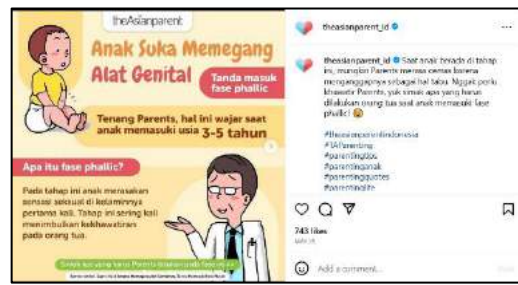 theAsianparent
Anak Suka Memegang
Alat Genital
Tanda masuk
fase phallic
Tenang Parents, hal ini wajar saat
anak memasuki usia 3-5 tahun
Apa itu fase phallic?
Pada tahap ini anak merasakan
sensasi seksual di kelaminnya
pertama kali. Tahap ini sering kali
menimbulkan kekhawatiran
pada orang tua.
theasianparent_id
theasianparent_id Saat anak berada di tahap
ini, mungkin Parents merasa cemas karena
menganggapnya sebagai hal tabu. Nggak perlu
khawatir Parents, yuk simak apa yang harus
dilakukan orang tua saat anak memasuki fase
phallic!
#theasianparentindonesia
#TAParenting
#parentingtips
#parentinganak
#parentingquotes
#parentinglife
743 likes
Add a comment...